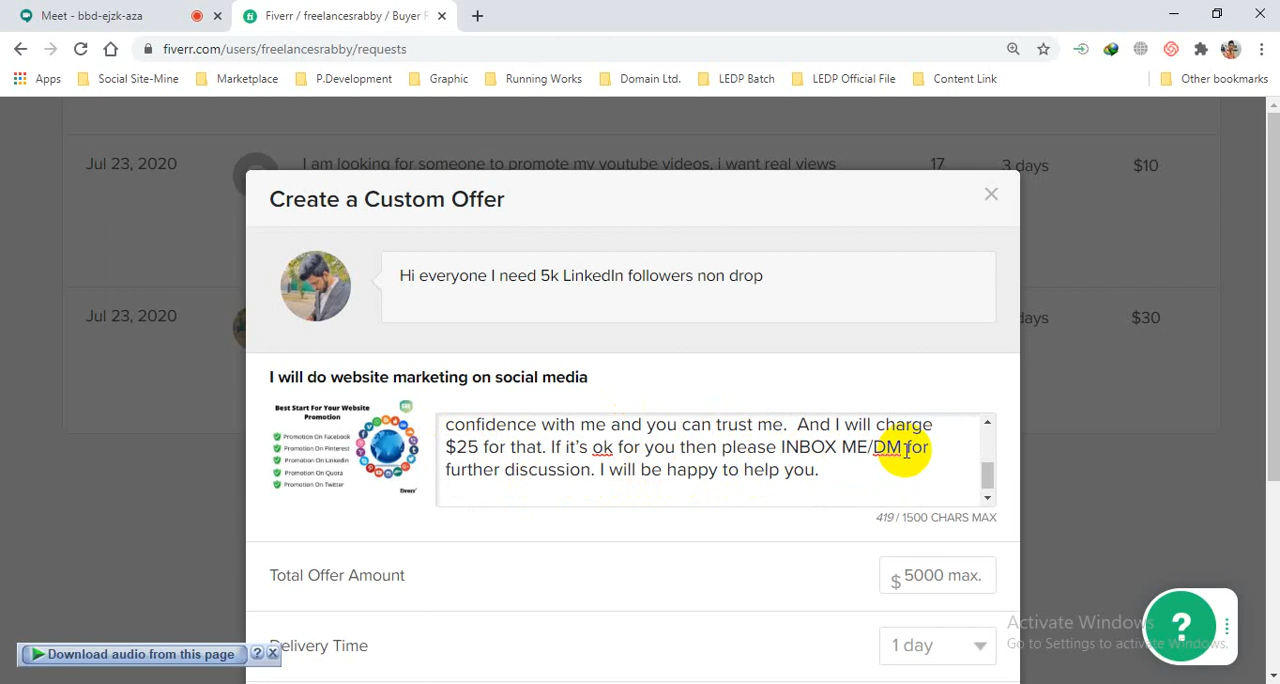 Meet - bbd-ejzk-aza
Fiverr / freelancesrabby / Buyer R
fiverr.com/users/freelancesrabby/requests
Apps Social Site-Mine Marketplace P.Development Graphic Running Works Domain Ltd. LEDP Batch LEDP Official File Content Link Other bookmarks
Jul 23, 2020 I am looking for someone to promote my youtube videos, i want real views 17 3 days $10
Create a Custom Offer
Hi everyone I need 5k LinkedIn followers non drop
Jul 23, 2020 days $30
I will do website marketing on social media
Best Start For Your Website
Promotion
Promotion On Facebook
Promotion On Pinterest
Promotion On Linkedin
Promotion On Quora
Promotion On Twitter
Fiverr
confidence with me and you can trust me. And I will charge
$25 for that. If it's ok for you then please INBOX ME/DM for
further discussion. I will be happy to help you.
419 / 1500 CHARS MAX
Total Offer Amount
$ 5000 max.
Delivery Time
1 day
?
Activate Windows
Go to Settings to activate Windows.
Download audio from this page ?